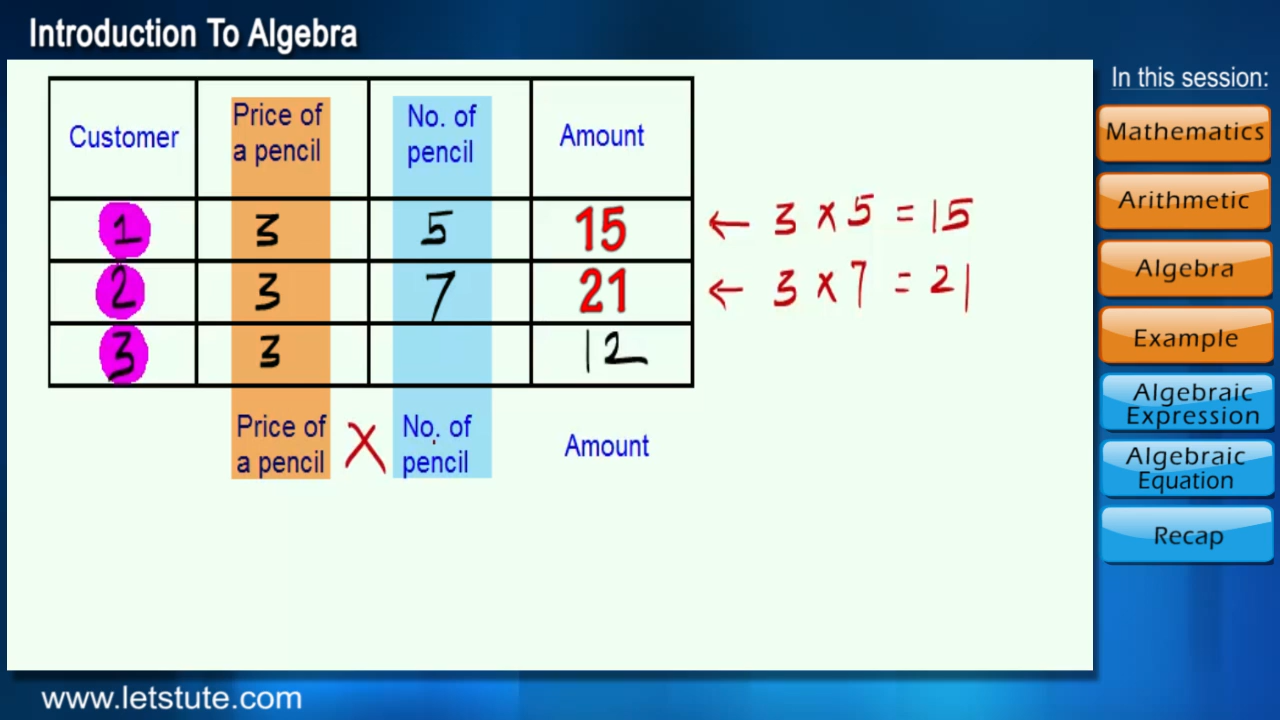 Introduction To Algebra
In this session:
Customer Price of a pencil No. of pencil Amount
1 3 5 15 ← 3 × 5 = 15
2 3 7 21 ← 3 × 7 = 21
3 3 12
Price of a pencil × No. of pencil Amount
Mathematics
Arithmetic
Algebra
Example
Algebraic
Expression
Algebraic
Equation
Recap
www.letstute.com